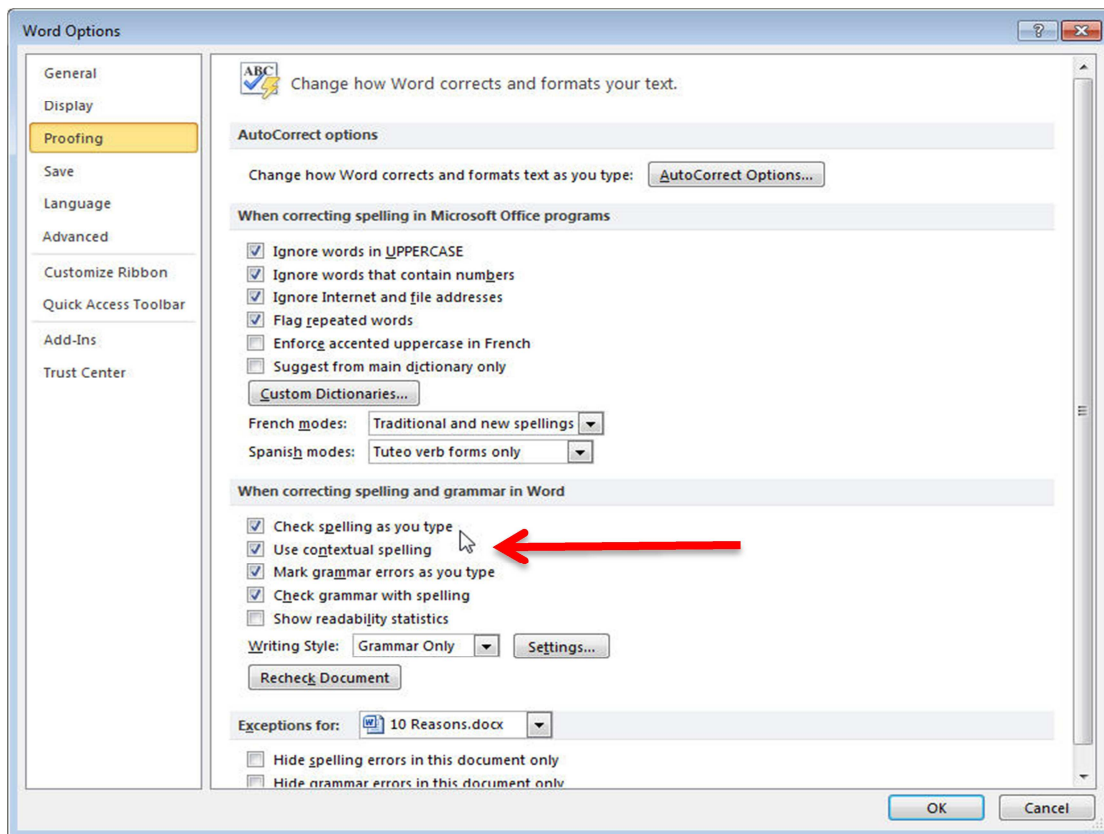 Word Options
General
Display
Proofing
Save
Language
Advanced
Customize Ribbon
Quick Access Toolbar
Add-Ins
Trust Center
ABC
Change how Word corrects and formats your text.
AutoCorrect options
Change how Word corrects and formats text as you type: AutoCorrect Options...
When correcting spelling in Microsoft Office programs
Ignore words in UPPERCASE
Ignore words that contain numbers
Ignore Internet and file addresses
Flag repeated words
Enforce accented uppercase in French
Suggest from main dictionary only
Custom Dictionaries...
French modes: Traditional and new spellings
Spanish modes: Tuteo verb forms only
When correcting spelling and grammar in Word
Check spelling as you type
Use contextual spelling
Mark grammar errors as you type
Check grammar with spelling
Show readability statistics
Writing Style: Grammar Only Settings...
Recheck Document
Exceptions for: 10 Reasons.docx
Hide spelling errors in this document only
Hide grammar errors in this document only
OK Cancel